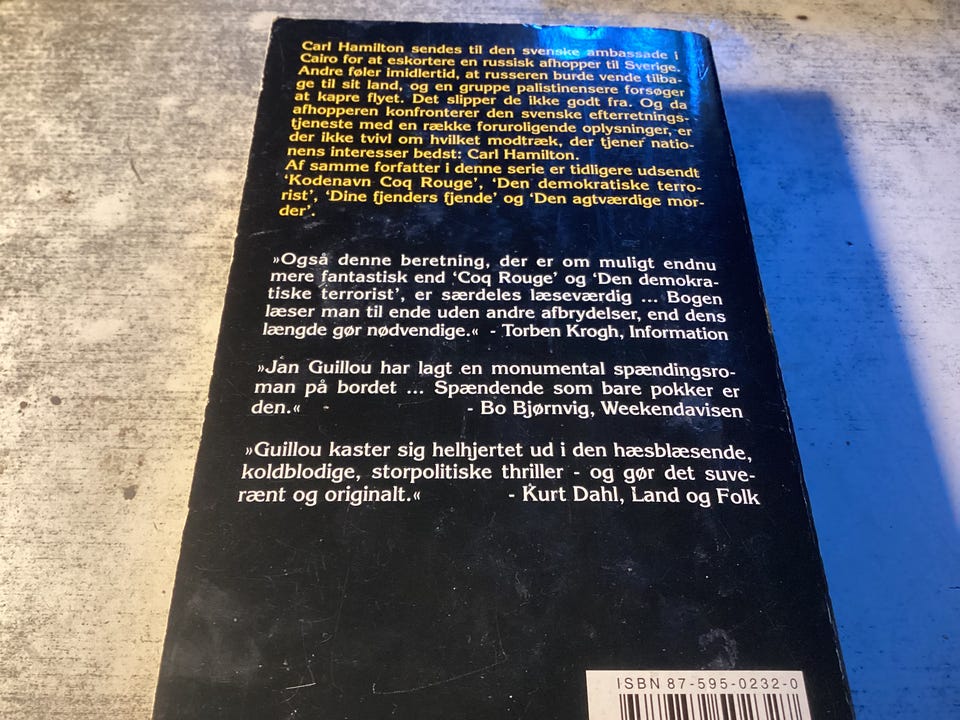 Carl Hamilton sendes til den svenske ambassade i
Cairo for at eskortere en russisk afhopper til Sverige.
Andre føler imidlertid, at russeren burde vende tilba-
ge til sit land, og en gruppe palistinensere forsøger
at kapre flyet. Det slipper de ikke godt fra. Og da
afhopperen konfronterer den svenske efterretnings-
tjeneste med en række foruroligende oplysninger, er
der ikke tvivl om hvilket modtræk, der tjener natio-
nens interesser bedst: Carl Hamilton.
Af samme forfatter i denne serie er tidligere udsendt
'Kodenavn Coq Rouge', 'Den demokratiske terro-
rist', 'Dine fjenders fjende' og 'Den agtværdige mor-
der'.
»Også denne beretning, der er om muligt endnu
mere fantastisk end 'Coq Rouge' og 'Den demokra-
tiske terrorist', er særdeles læseværdig ... Bogen
læser man til ende uden andre afbrydelser, end dens
længde gør nødvendige.« - Torben Krogh, Information
»Jan Guillou har lagt en monumental spændingsro-
man på bordet ... Spændende som bare pokker er
den.« - Bo Bjørnvig, Weekendavisen
»Guillou kaster sig helhjertet ud i den hæsblæsende,
koldblodige, storpolitiske thriller - og gør det suve-
rænt og originalt.« - Kurt Dahl, Land og Folk
ISBN 87-595-0232-0